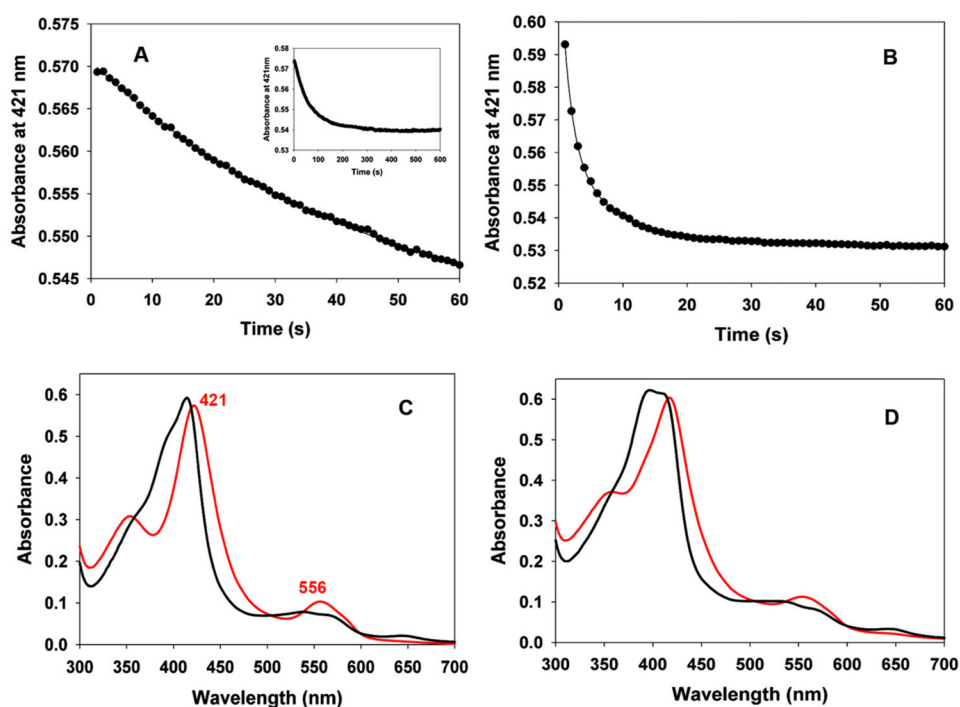 A
Absorbance at 421 nm
0.575
0.570
0.565
0.560
0.555
0.550
0.545
0 10 20 30 40 50 60
Time (s)
Absorbance at 421nm
0.58
0.57
0.56
0.55
0.54
0.53
0 100 200 300 400 500 600
Time (s)
B
Absorbance at 421 nm
0.60
0.59
0.58
0.57
0.56
0.55
0.54
0.53
0.52
0 10 20 30 40 50 60
Time (s)
C
421
556
Absorbance
0.6
0.5
0.4
0.3
0.2
0.1
0.0
300 350 400 450 500 550 600 650 700
Wavelength (nm)
D
Absorbance
0.6
0.5
0.4
0.3
0.2
0.1
0.0
300 350 400 450 500 550 600 650 700
Wavelength (nm)